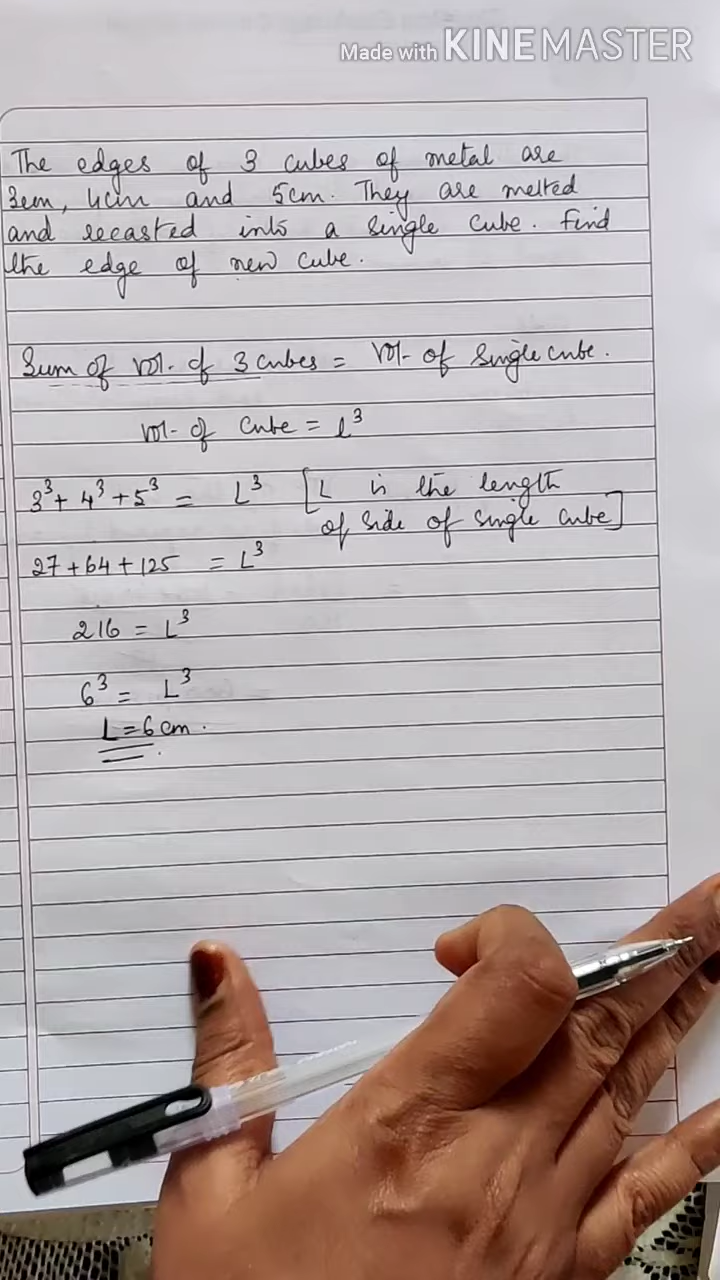 Made with KINEMASTER
The edges of 3 cubes of metal are
3cm, 4cm and 5cm. They are melted
and recasted into a single cube. Find
the edge of new cube.
Sum of vol. of 3 cubes = vol. of single cube.
vol. of cube = l³
3³ + 4³ + 5³ = L³ [L is the length
of side of single cube]
27 + 64 + 125 = L³
216 = L³
6³ = L³
L = 6 cm.